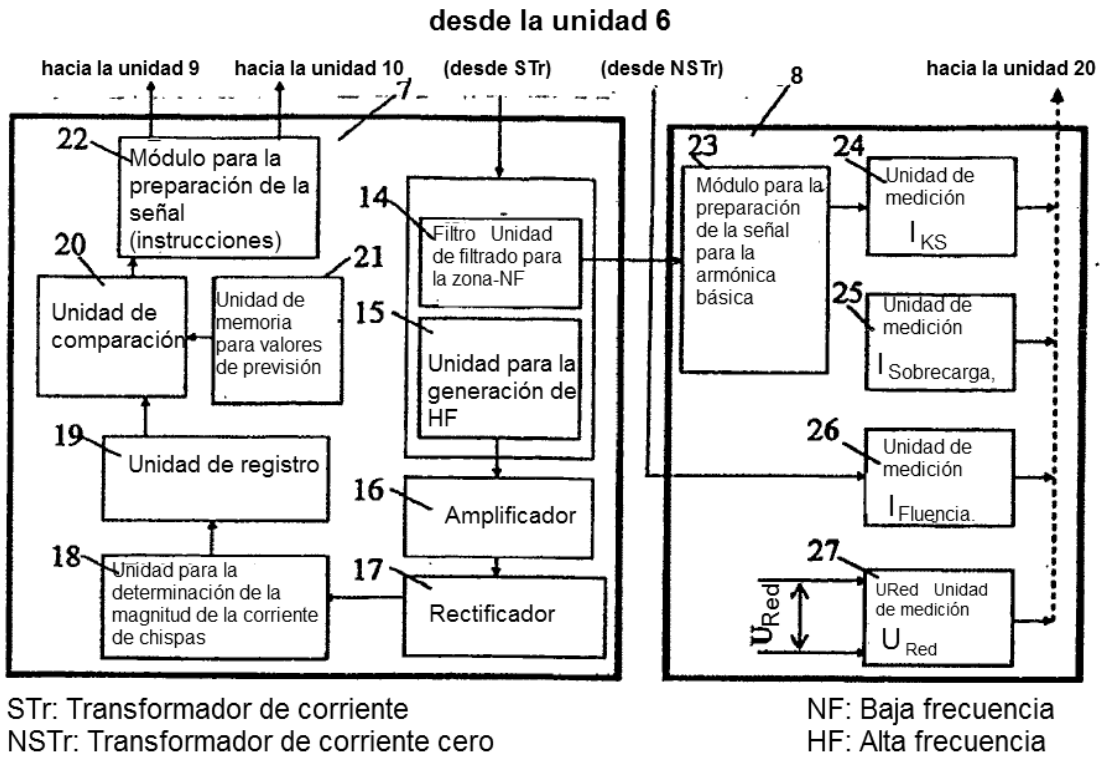 desde la unidad 6
hacia la unidad 9
hacia la unidad 10
(desde STr)
(desde NSTr)
hacia la unidad 20
7
8
22
Módulo para la
preparación de la
señal
(instrucciones)
20
Unidad de
comparación
21
Unidad de
memoria
para valores
de previsión
19
Unidad de registro
18
Unidad para la
determinación de la
magnitud de la corriente
de chispas
14
Filtro Unidad
de filtrado para
la zona-NF
15
Unidad para la
generación de
HF
16
Amplificador
17
Rectificador
23
Módulo para la
preparación
de la señal
para la
armónica
básica
24
Unidad de
medición
I KS
25
Unidad de
medición
I Sobrecarga,
26
Unidad de
medición
I Fluencia.
27
URed Unidad
de medición
U Red
U Red
STr: Transformador de corriente
NSTr: Transformador de corriente cero
NF: Baja frecuencia
HF: Alta frecuencia